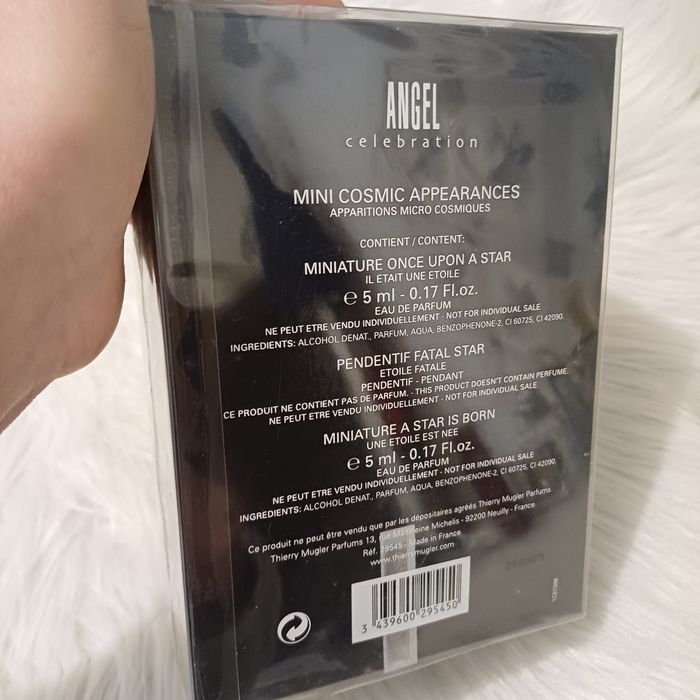 ANGEL
celebration
MINI COSMIC APPEARANCES
APPARITIONS MICRO COSMIQUES
CONTIENT / CONTENT:
MINIATURE ONCE UPON A STAR
IL ETAIT UNE ETOILE
℮ 5 ml - 0.17 Fl.oz.
EAU DE PARFUM
NE PEUT ETRE VENDU INDIVIDUELLEMENT - NOT FOR INDIVIDUAL SALE
INGREDIENTS: ALCOHOL DENAT., PARFUM, AQUA, BENZOPHENONE-2, CI 60725, CI 42090.
PENDENTIF FATAL STAR
ETOILE FATALE
PENDENTIF - PENDANT
CE PRODUIT NE CONTIENT PAS DE PARFUM. - THIS PRODUCT DOESN'T CONTAIN PERFUME.
NE PEUT ETRE VENDU INDIVIDUELLEMENT - NOT FOR INDIVIDUAL SALE
MINIATURE A STAR IS BORN
UNE ETOILE EST NEE
℮ 5 ml - 0.17 Fl.oz.
EAU DE PARFUM
NE PEUT ETRE VENDU INDIVIDUELLEMENT - NOT FOR INDIVIDUAL SALE
INGREDIENTS: ALCOHOL DENAT., PARFUM, AQUA, BENZOPHENONE-2, CI 60725, CI 42090.
Ce produit ne peut être vendu que par les dépositaires agréés Thierry Mugler Parfums
Thierry Mugler Parfums 13, rue Madeleine Michelis - 92200 Neuilly - France
Réf. 29545 - Made in France
www.thierrymugler.com
3 439600 295450